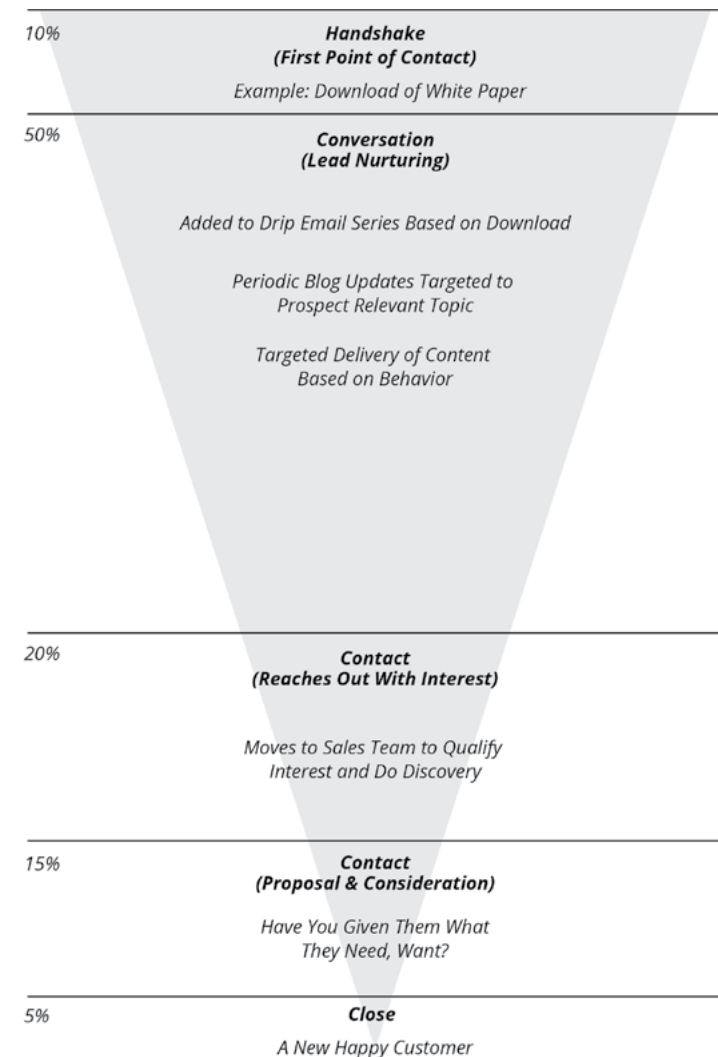 10%
Handshake
(First Point of Contact)
Example: Download of White Paper
50%
Conversation
(Lead Nurturing)
Added to Drip Email Series Based on Download
Periodic Blog Updates Targeted to
Prospect Relevant Topic
Targeted Delivery of Content
Based on Behavior
20%
Contact
(Reaches Out With Interest)
Moves to Sales Team to Qualify
Interest and Do Discovery
15%
Contact
(Proposal & Consideration)
Have You Given Them What
They Need, Want?
5%
Close
A New Happy Customer